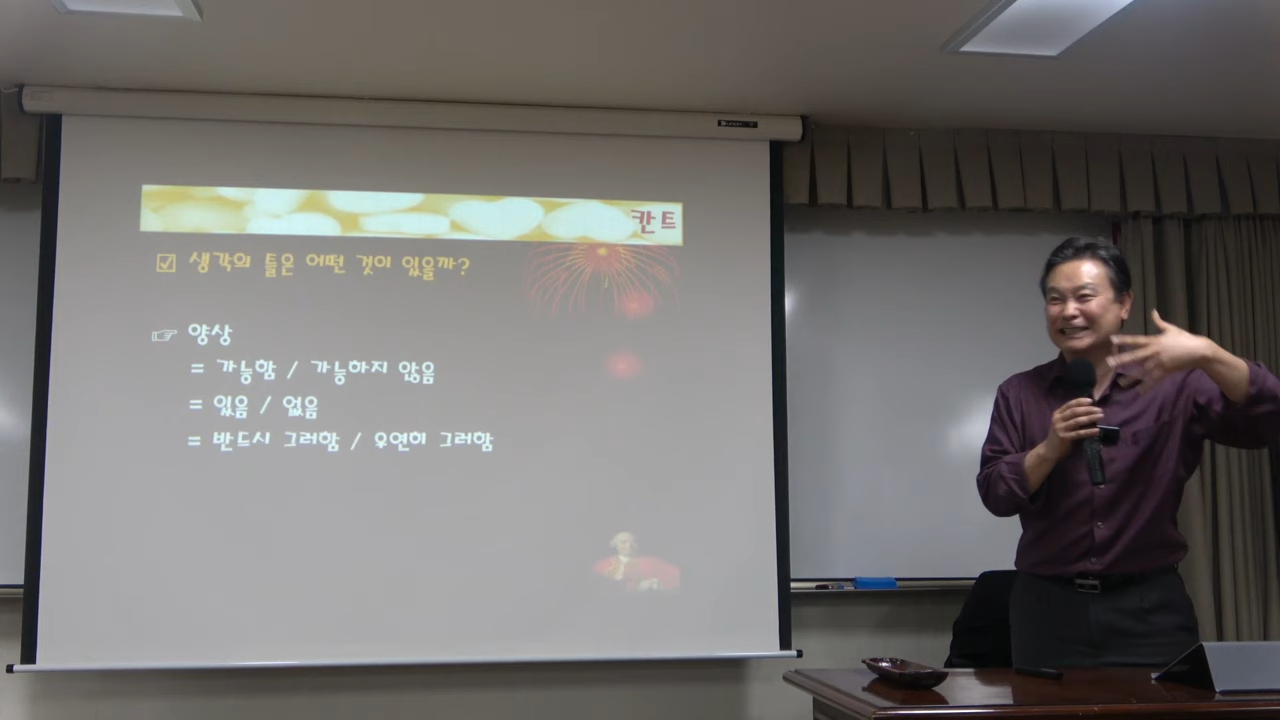 칸트
☑ 생각의 틀은 어떤 것이 있을까?
☞ 양상
= 가능함 / 가능하지 않음
= 있음 / 없음
= 반드시 그러함 / 우연히 그러함